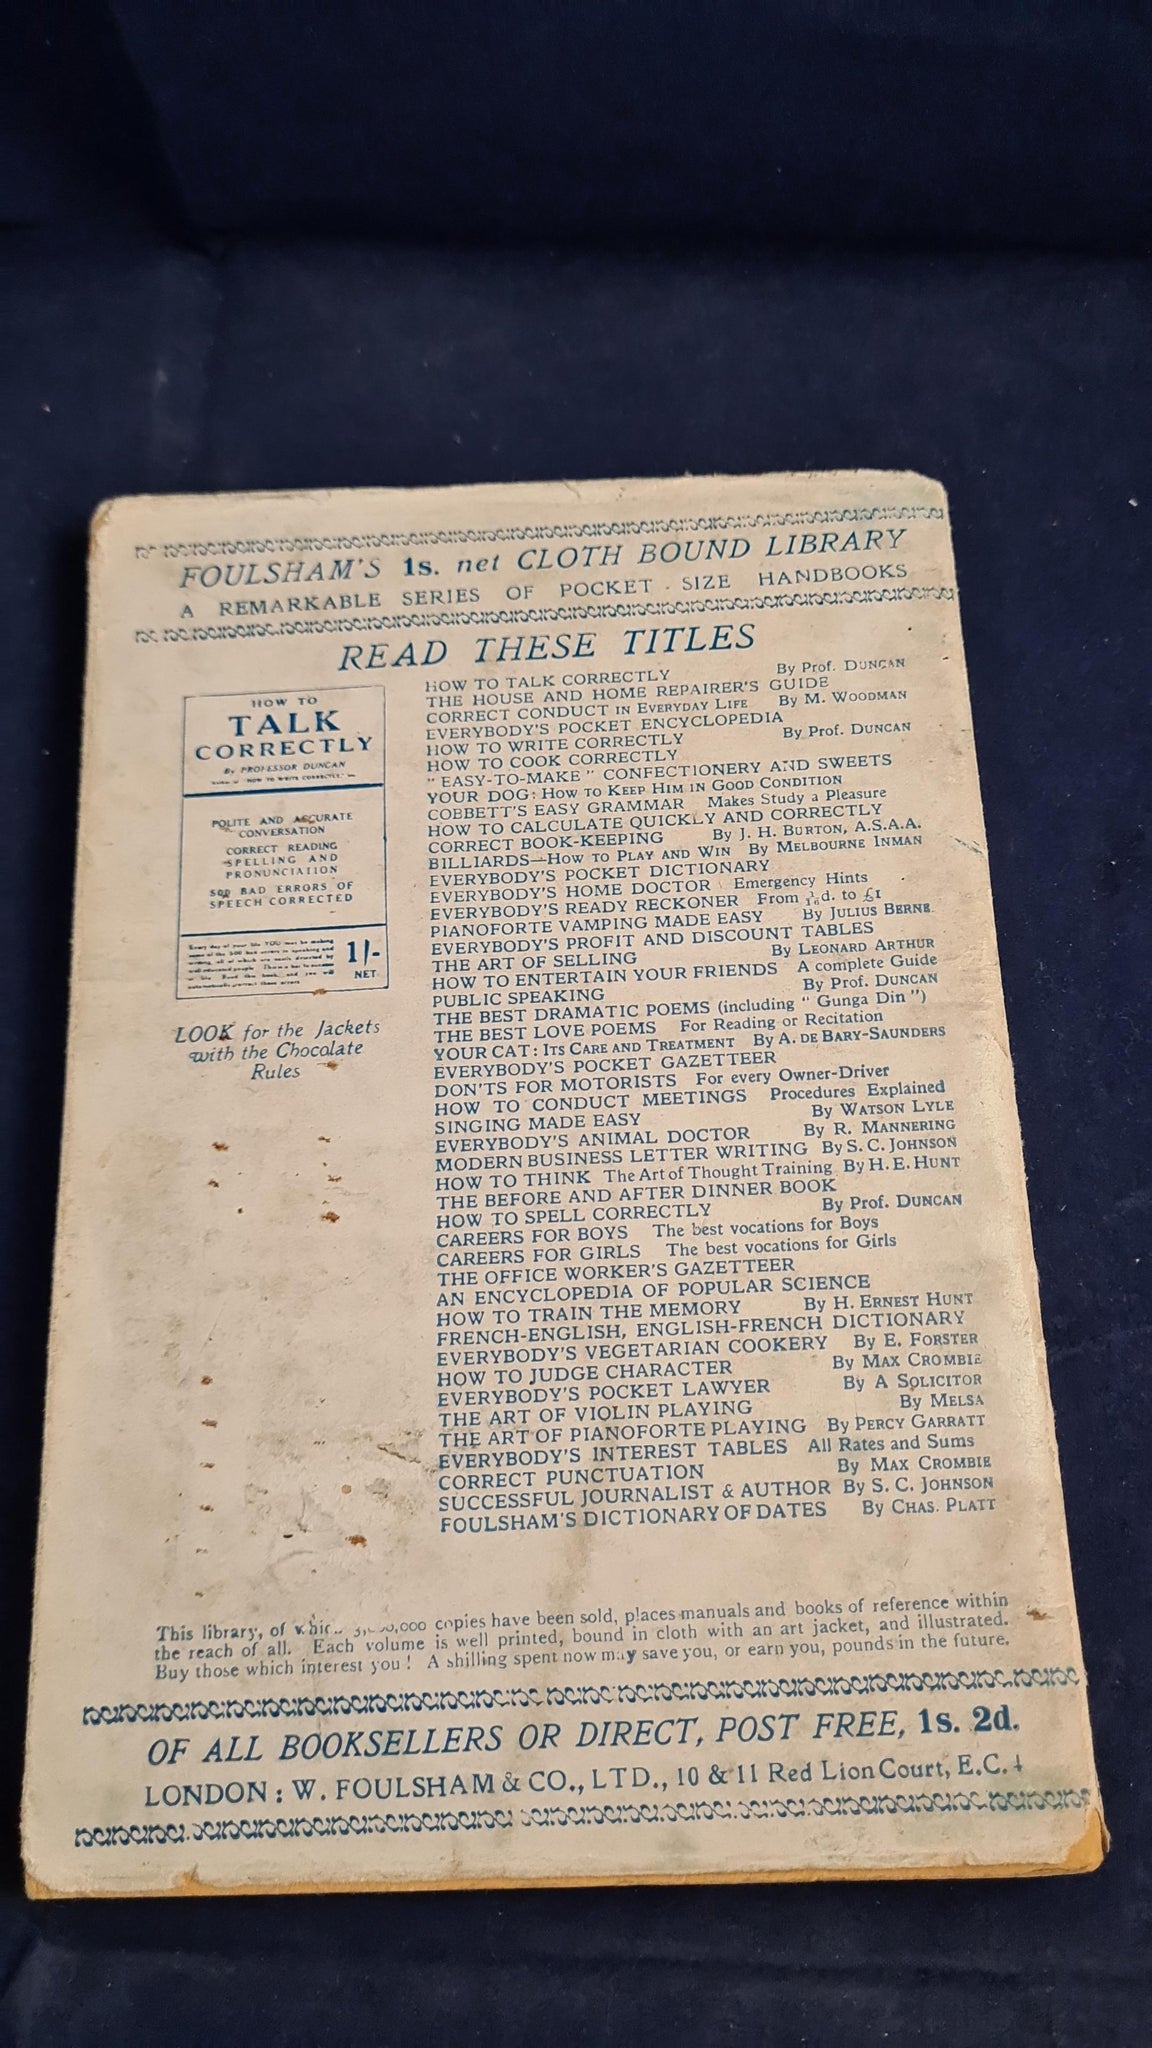 FOULSHAM'S 1s. net CLOTH BOUND LIBRARY
A REMARKABLE SERIES OF POCKET - SIZE HANDBOOKS
READ THESE TITLES
HOW TO
TALK
CORRECTLY
By PROFESSOR DUNCAN
"HOW TO WRITE CORRECTLY,"
POLITE AND ACCURATE
CONVERSATION
CORRECT READING
SPELLING AND
PRONUNCIATION
500 BAD ERRORS OF
SPEECH CORRECTED
1/-
NET
LOOK for the Jackets
with the Chocolate
Rules
HOW TO TALK CORRECTLY By Prof. DUNCAN
THE HOUSE AND HOME REPAIRER'S GUIDE
CORRECT CONDUCT IN EVERYDAY LIFE By M. WOODMAN
EVERYBODY'S POCKET ENCYCLOPEDIA
HOW TO WRITE CORRECTLY By Prof. DUNCAN
HOW TO COOK CORRECTLY
"EASY-TO-MAKE" CONFECTIONERY AND SWEETS
YOUR DOG: HOW TO KEEP HIM IN GOOD CONDITION
COBBETT'S EASY GRAMMAR Makes Study a Pleasure
HOW TO CALCULATE QUICKLY AND CORRECTLY
CORRECT BOOK-KEEPING By J. H. BURTON, A.S.A.A.
BILLIARDS—HOW TO PLAY AND WIN By MELBOURNE INMAN
EVERYBODY'S POCKET DICTIONARY
EVERYBODY'S HOME DOCTOR Emergency Hints
EVERYBODY'S READY RECKONER From d. to £1
PIANOFORTE VAMPING MADE EASY By JULIUS BERNE
EVERYBODY'S PROFIT AND DISCOUNT TABLES
THE ART OF SELLING By LEONARD ARTHUR
HOW TO ENTERTAIN YOUR FRIENDS A complete Guide
PUBLIC SPEAKING By Prof. DUNCAN
THE BEST DRAMATIC POEMS (including "Gunga Din")
THE BEST LOVE POEMS For Reading or Recitation
YOUR CAT: ITS CARE AND TREATMENT By A. DE BARY-SAUNDERS
EVERYBODY'S POCKET GAZETTEER
DON'TS FOR MOTORISTS For every Owner-Driver
HOW TO CONDUCT MEETINGS Procedures Explained
SINGING MADE EASY By WATSON LYLE
EVERYBODY'S ANIMAL DOCTOR By R. MANNERING
MODERN BUSINESS LETTER WRITING By S. C. JOHNSON
HOW TO THINK The Art of Thought Training By H. E. HUNT
THE BEFORE AND AFTER DINNER BOOK
HOW TO SPELL CORRECTLY By Prof. DUNCAN
CAREERS FOR BOYS The best vocations for Boys
CAREERS FOR GIRLS The best vocations for Girls
THE OFFICE WORKER'S GAZETTEER
AN ENCYCLOPEDIA OF POPULAR SCIENCE
HOW TO TRAIN THE MEMORY By H. ERNEST HUNT
FRENCH-ENGLISH, ENGLISH-FRENCH DICTIONARY
EVERYBODY'S VEGETARIAN COOKERY By E. FORSTER
HOW TO JUDGE CHARACTER By MAX CROMBIE
EVERYBODY'S POCKET LAWYER By A SOLICITOR
THE ART OF VIOLIN PLAYING By MELSA
THE ART OF PIANOFORTE PLAYING By PERCY GARRATT
EVERYBODY'S INTEREST TABLES All Rates and Sums
CORRECT PUNCTUATION By MAX CROMBIE
SUCCESSFUL JOURNALIST & AUTHOR By S. C. JOHNSON
FOULSHAM'S DICTIONARY OF DATES By CHAS. PLATT
This library, of which copies have been sold, places manuals and books of reference within
the reach of all. Each volume is well printed, bound in cloth with an art jacket, and illustrated.
Buy those which interest you! A shilling spent now may save you, or earn you, pounds in the future.
OF ALL BOOKSELLERS OR DIRECT, POST FREE, 1s. 2d.
LONDON: W. FOULSHAM & CO., LTD., 10 & 11 Red Lion Court, E.C. 4